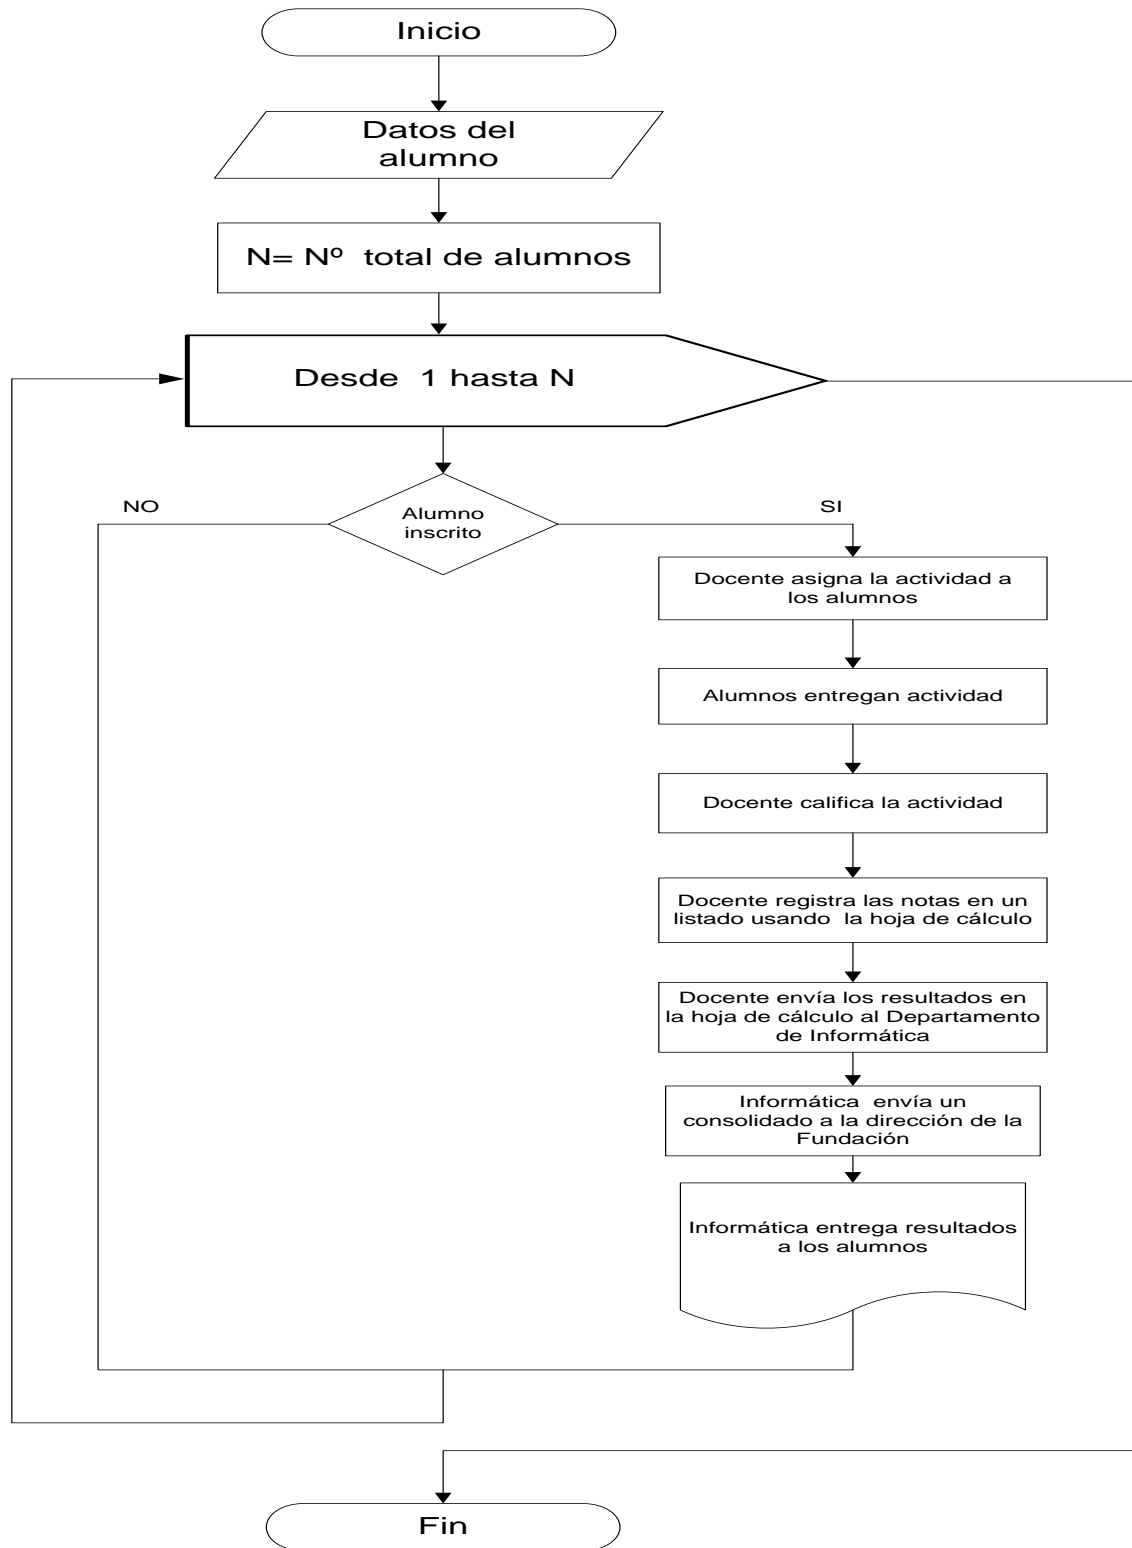 Inicio
Datos del
alumno
N= Nº total de alumnos
Desde 1 hasta N
NO
Alumno
inscrito
SI
Docente asigna la actividad a
los alumnos
Alumnos entregan actividad
Docente califica la actividad
Docente registra las notas en un
listado usando la hoja de cálculo
Docente envía los resultados en
la hoja de cálculo al Departamento
de Informática
Informática envía un
consolidado a la dirección de la
Fundación
Informática entrega resultados
a los alumnos
Fin